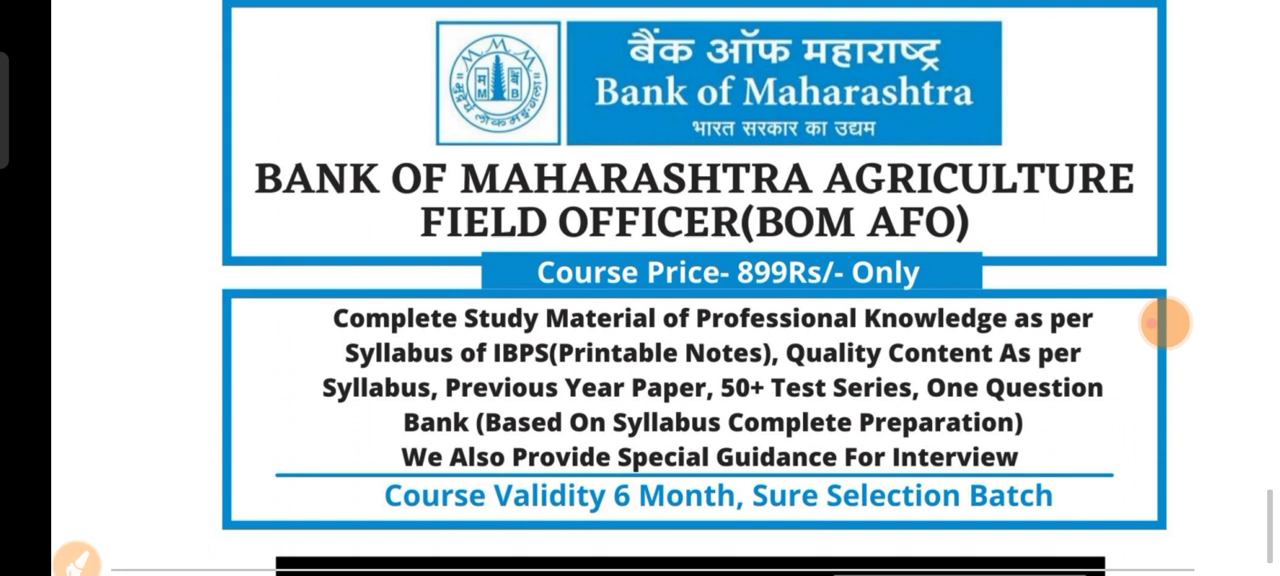 बैंक ऑफ महाराष्ट्र
Bank of Maharashtra
भारत सरकार का उद्यम
BANK OF MAHARASHTRA AGRICULTURE
FIELD OFFICER(BOM AFO)
Course Price- 899Rs/- Only
Complete Study Material of Professional Knowledge as per
Syllabus of IBPS(Printable Notes), Quality Content As per
Syllabus, Previous Year Paper, 50+ Test Series, One Question
Bank (Based On Syllabus Complete Preparation)
We Also Provide Special Guidance For Interview
Course Validity 6 Month, Sure Selection Batch